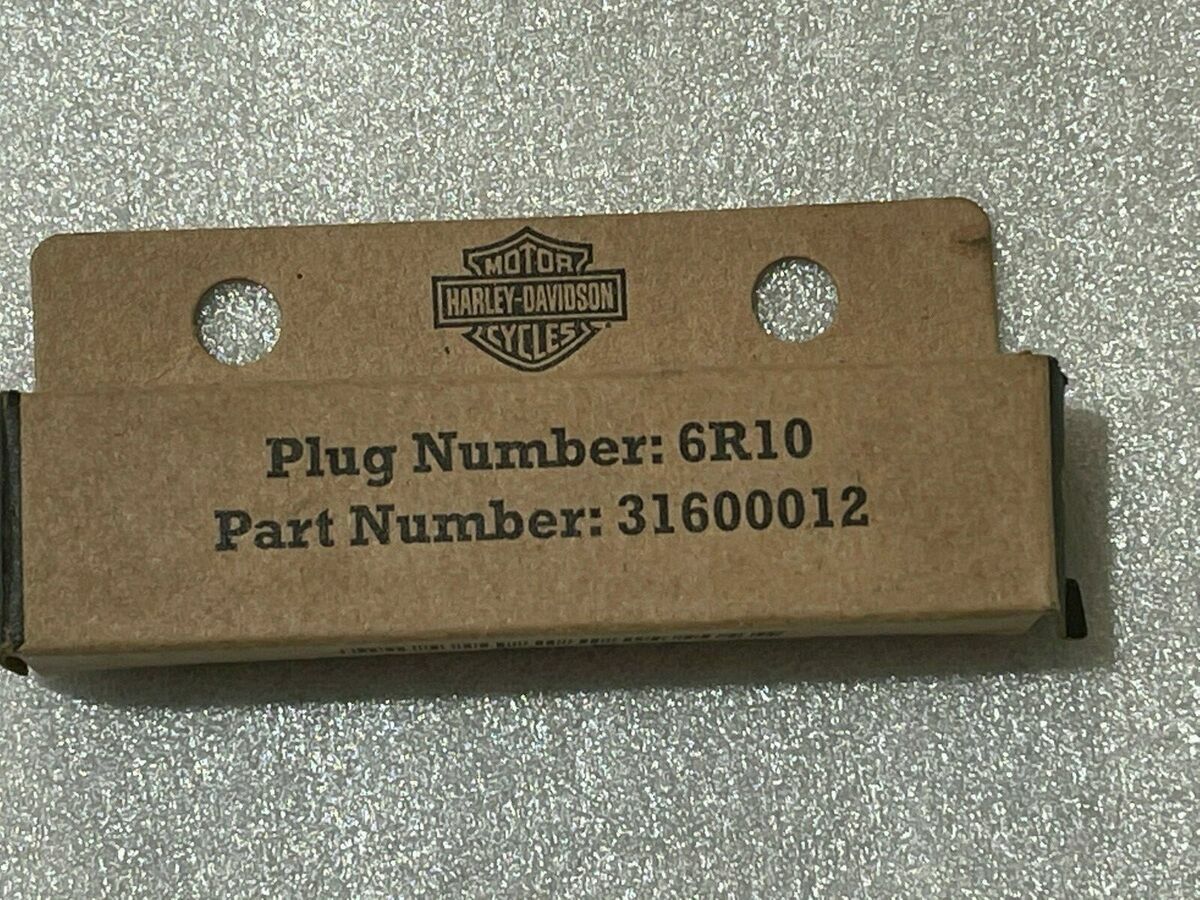 MOTOR
HARLEY-DAVIDSON
CYCLES
Plug Number: 6R10
Part Number: 31600012